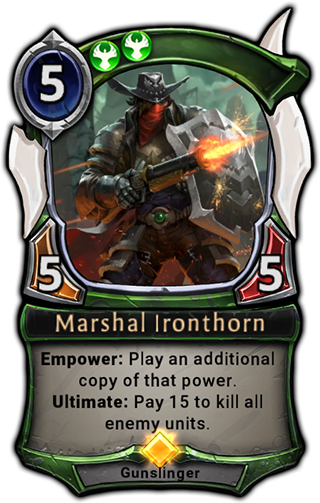 5
5
5
Marshal Ironthorn
Empower: Play an additional
copy of that power.
Ultimate: Pay 15 to kill all
enemy units.
Gunslinger